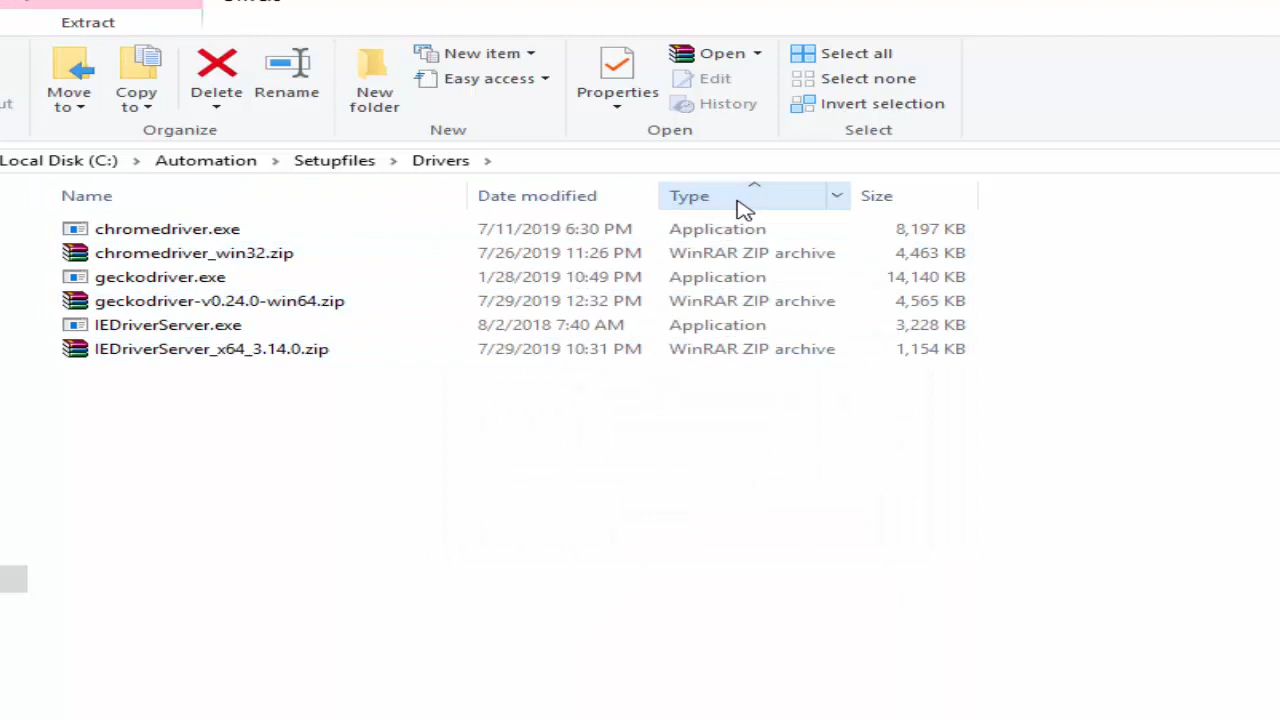 Extract
Move to
Copy to
Delete
Rename
New folder
New item
Easy access
Properties
Open
Edit
History
Select all
Select none
Invert selection
Organize New Open Select
Local Disk (C:) > Automation > Setupfiles > Drivers >
Name Date modified Type Size
chromedriver.exe 7/11/2019 6:30 PM Application 8,197 KB
chromedriver_win32.zip 7/26/2019 11:26 PM WinRAR ZIP archive 4,463 KB
geckodriver.exe 1/28/2019 10:49 PM Application 14,140 KB
geckodriver-v0.24.0-win64.zip 7/29/2019 12:32 PM WinRAR ZIP archive 4,565 KB
IEDriverServer.exe 8/2/2018 7:40 AM Application 3,228 KB
IEDriverServer_x64_3.14.0.zip 7/29/2019 10:31 PM WinRAR ZIP archive 1,154 KB